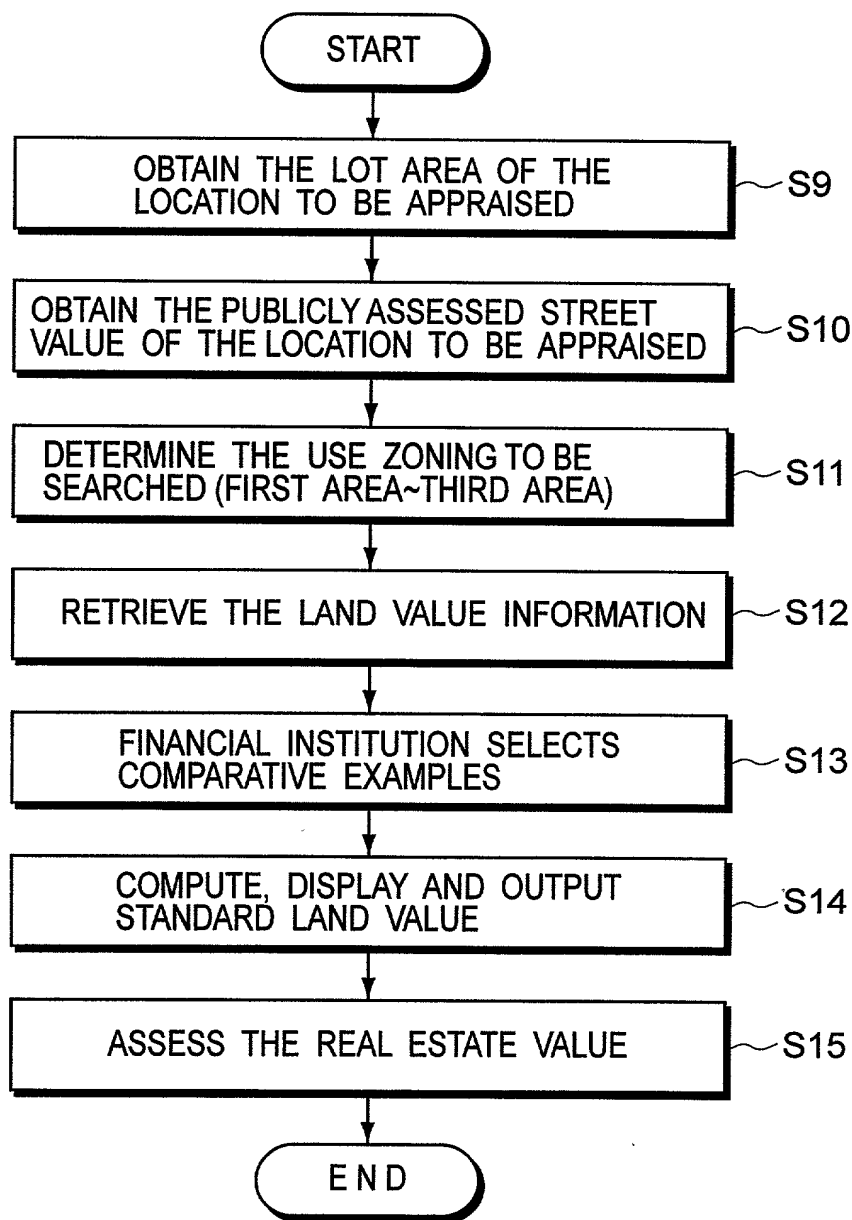 START
OBTAIN THE LOT AREA OF THE
LOCATION TO BE APPRAISED
S9
OBTAIN THE PUBLICLY ASSESSED STREET
VALUE OF THE LOCATION TO BE APPRAISED
S10
DETERMINE THE USE ZONING TO BE
SEARCHED (FIRST AREA~THIRD AREA)
S11
RETRIEVE THE LAND VALUE INFORMATION
S12
FINANCIAL INSTITUTION SELECTS
COMPARATIVE EXAMPLES
S13
COMPUTE, DISPLAY AND OUTPUT
STANDARD LAND VALUE
S14
ASSESS THE REAL ESTATE VALUE
S15
END